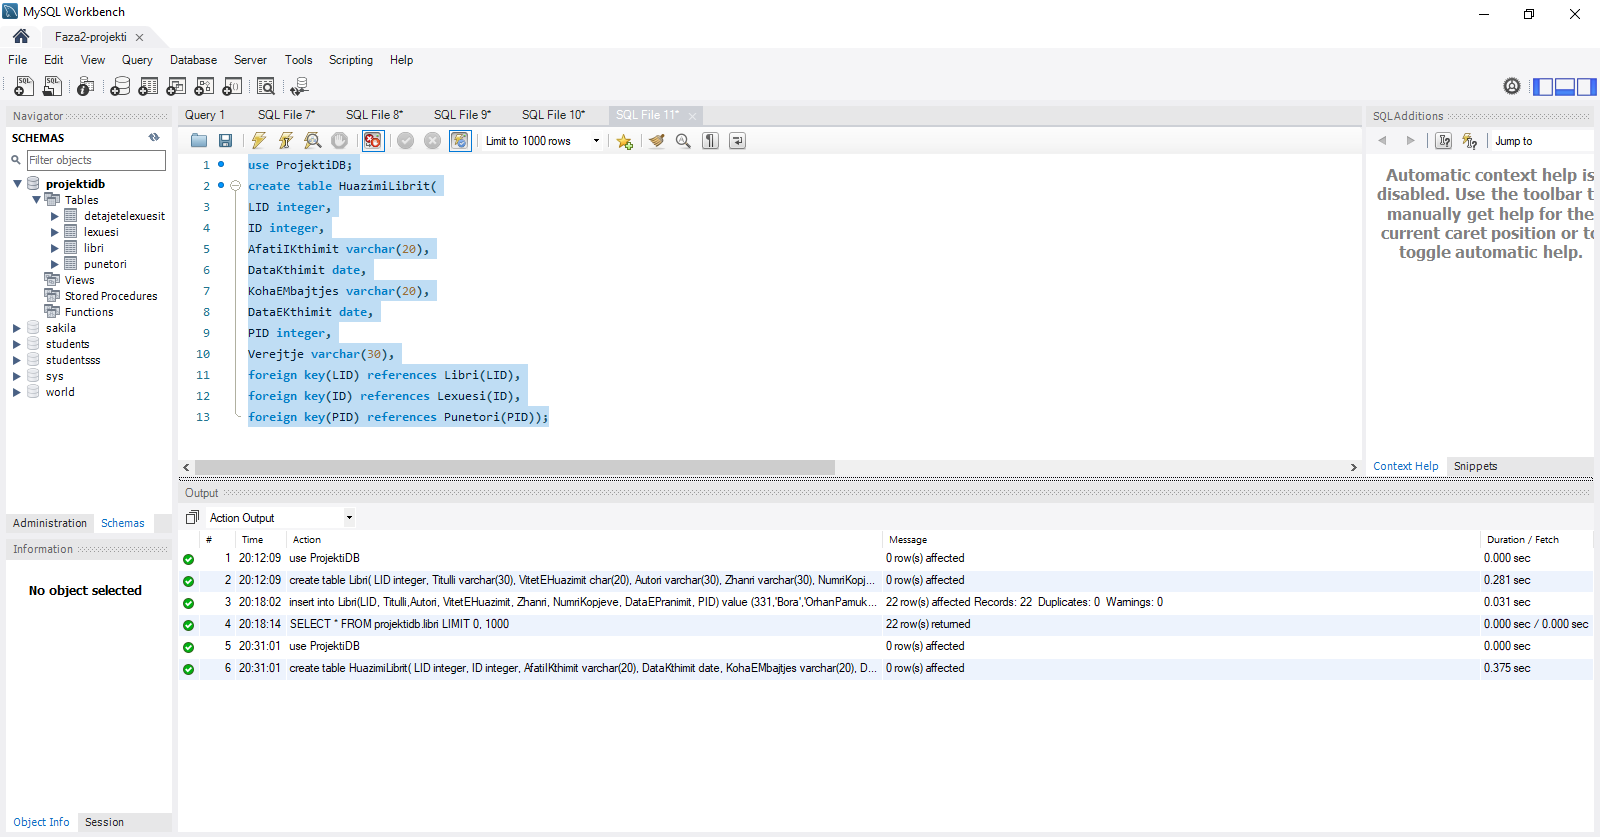 MySQL Workbench
Faza2-projekti
File Edit View Query Database Server Tools Scripting Help
Navigator
SCHEMAS
Filter objects
projektidb
Tables
detajetelexuesit
lexuesi
libri
punetori
Views
Stored Procedures
Functions
sakila
students
studentsss
sys
world
Administration Schemas
Information
No object selected
Object Info Session
Query 1 SQL File 7* SQL File 8* SQL File 9* SQL File 10* SQL File 11*
Limit to 1000 rows
1 use ProjektiDB;
2 create table HuazimiLibrit(
3 LID integer,
4 ID integer,
5 AfatiIKthimit varchar(20),
6 DataKthimit date,
7 KohaEMbajtjes varchar(20),
8 DataEKthimit date,
9 PID integer,
10 Verejtje varchar(30),
11 foreign key(LID) references Libri(LID),
12 foreign key(ID) references Lexuesi(ID),
13 foreign key(PID) references Punetori(PID));
SQLAdditions
Jump to
Automatic context help is
disabled. Use the toolbar t
manually get help for the
current caret position or to
toggle automatic help.
Context Help Snippets
Output
Action Output
# Time Action Message Duration / Fetch
1 20:12:09 use ProjektiDB 0 row(s) affected 0.000 sec
2 20:12:09 create table Libri( LID integer, Titulli varchar(30), VitetEHuazimit char(20), Autori varchar(30), Zhanri varchar(30), NumriKopj... 0 row(s) affected 0.281 sec
3 20:18:02 insert into Libri(LID, Titulli,Autori, VitetEHuazimit, Zhanri, NumriKopjeve, DataEPranimit, PID) value (331,'Bora','OrhanPamuk... 22 row(s) affected Records: 22 Duplicates: 0 Warnings: 0 0.031 sec
4 20:18:14 SELECT * FROM projektidb.libri LIMIT 0, 1000 22 row(s) returned 0.000 sec / 0.000 sec
5 20:31:01 use ProjektiDB 0 row(s) affected 0.000 sec
6 20:31:01 create table HuazimiLibrit( LID integer, ID integer, AfatiIKthimit varchar(20), DataKthimit date, KohaEMbajtjes varchar(20), D... 0 row(s) affected 0.375 sec